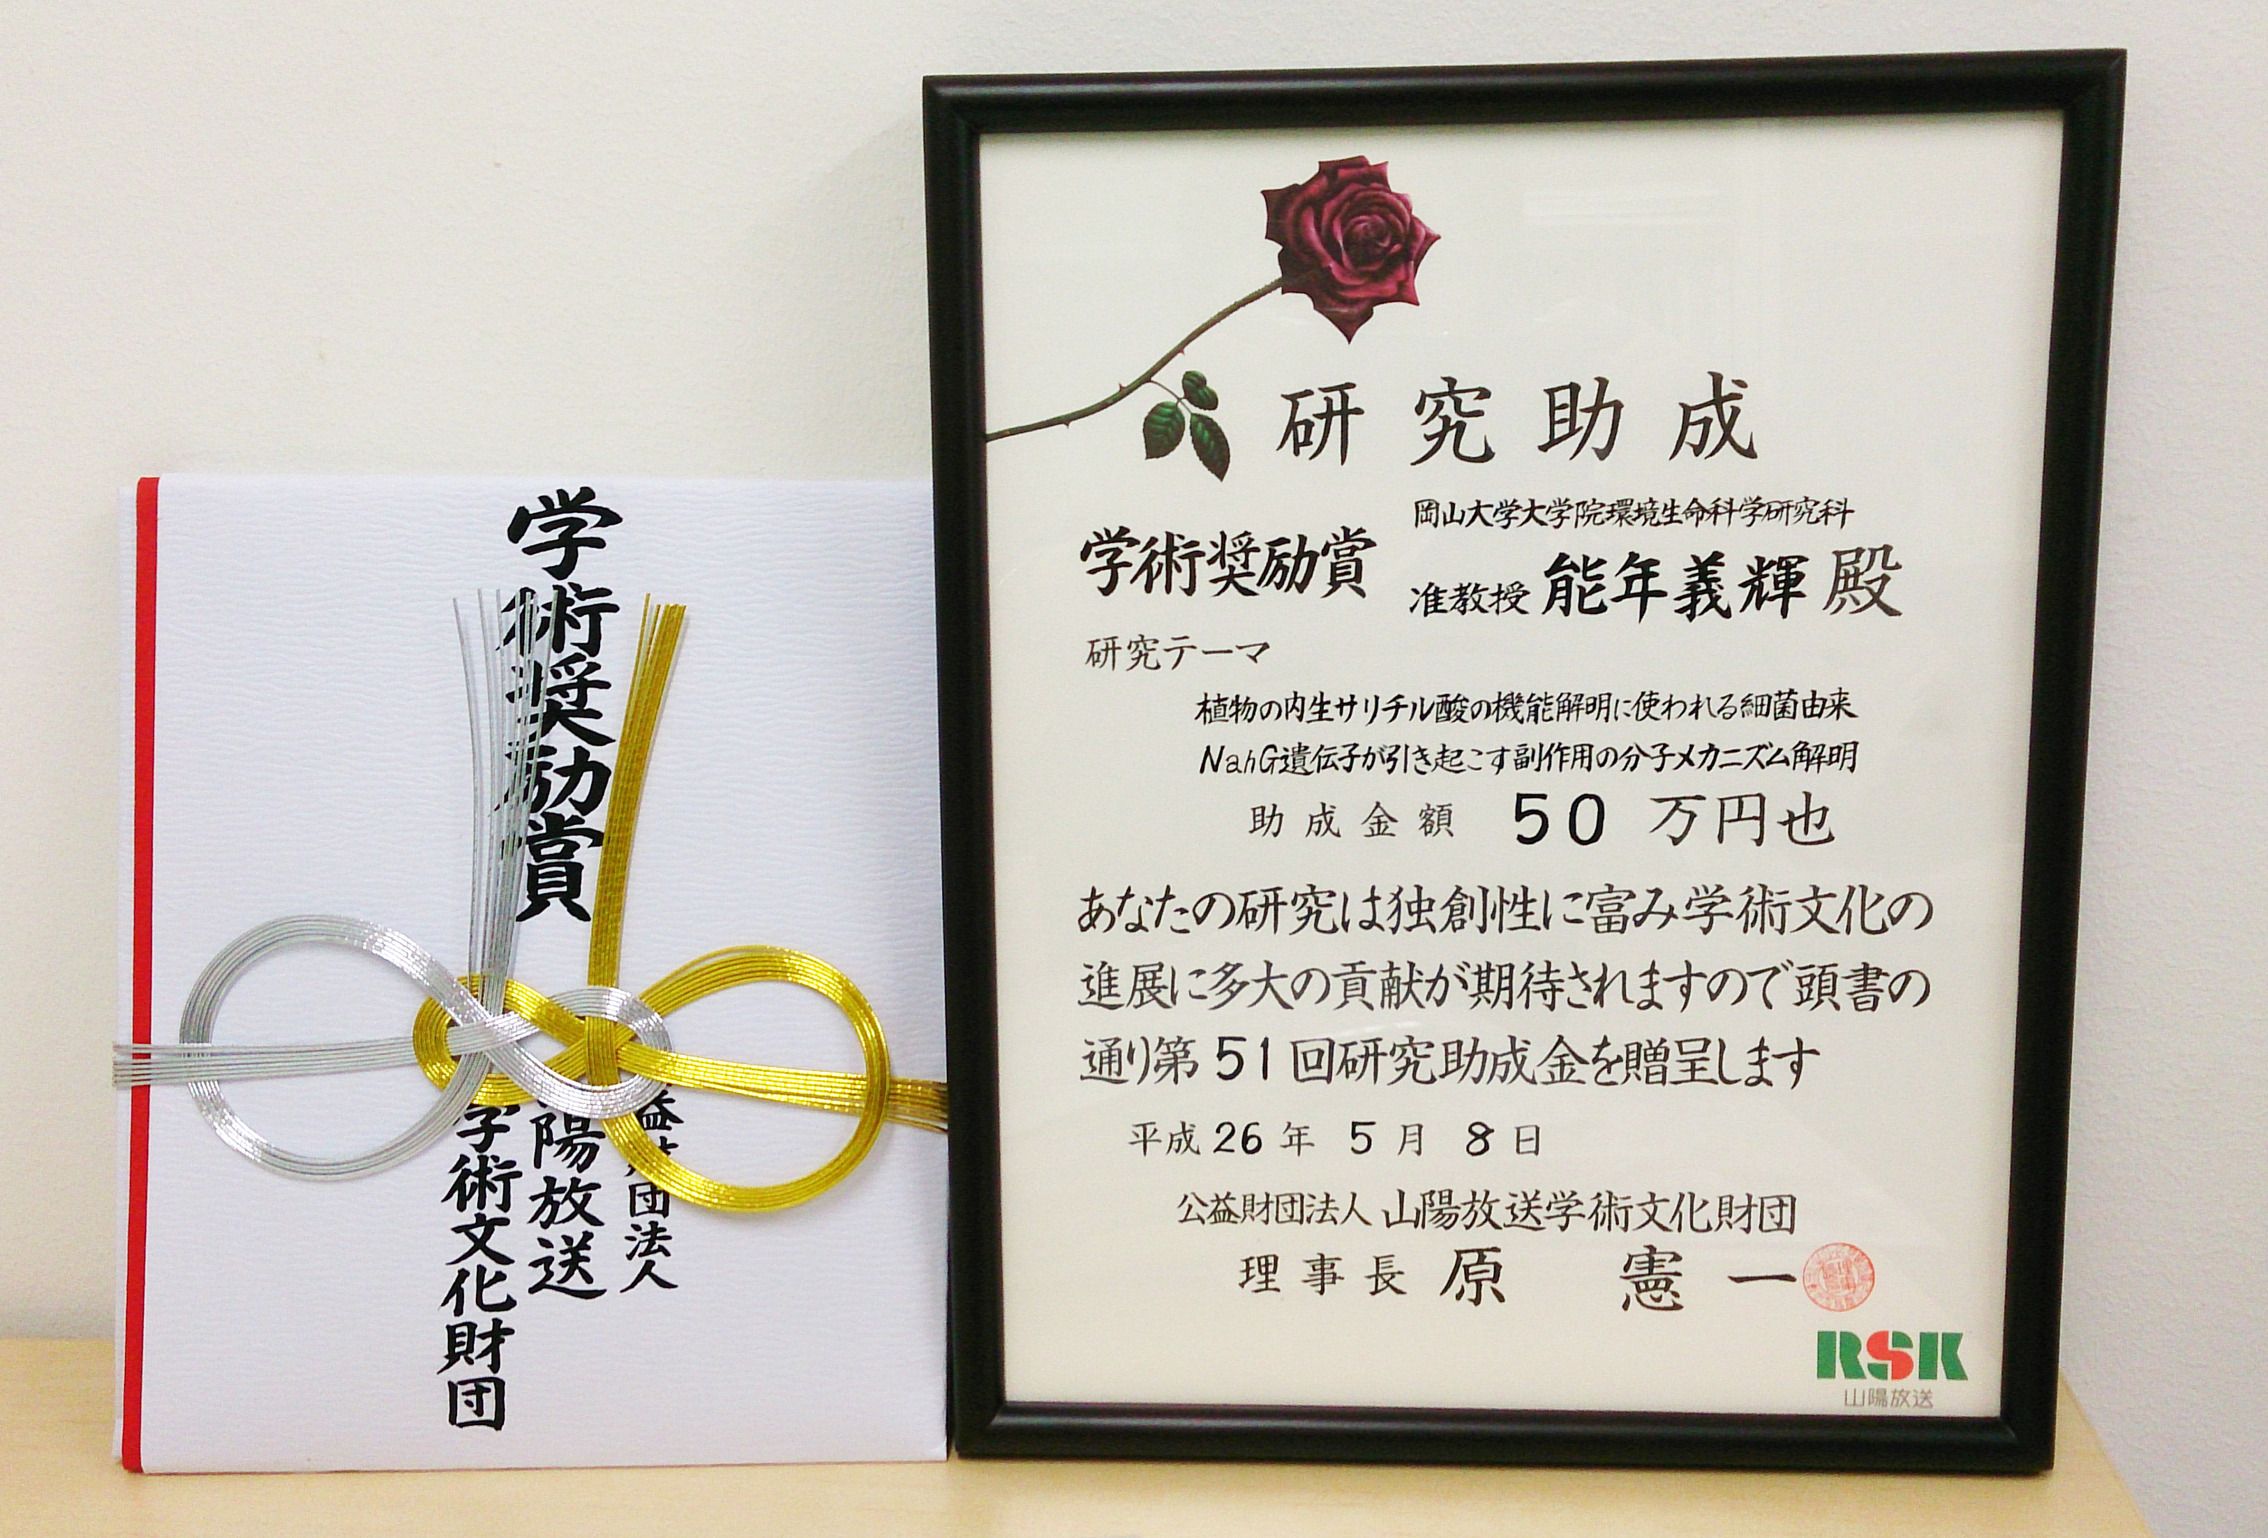 学術奨励賞
益財団法人
陽放送
学術文化財団
研究助成
学術奨励賞
岡山大学大学院環境生命科学研究科
准教授 能年義輝 殿
研究テーマ
植物の内生サリチル酸の機能解明に使われる細菌由来
NahG遺伝子が引き起こす副作用の分子メカニズム解明
助成金額 50 万円也
あなたの研究は独創性に富み学術文化の
進展に多大の貢献が期待されますので頭書の
通り第 51 回研究助成金を贈呈します
平成 26 年 5 月 8 日
公益財団法人 山陽放送学術文化財団
理事長 原 憲一
RSK
山陽放送